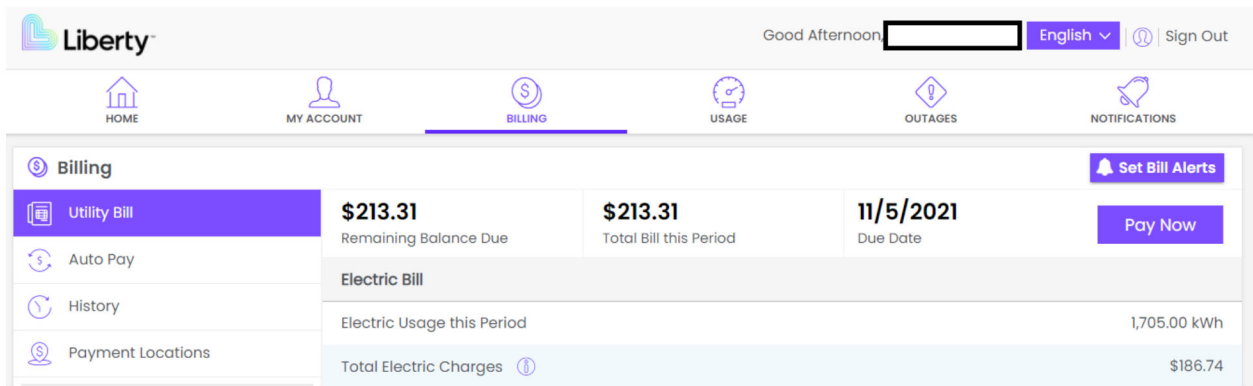 Liberty™
Good Afternoon,
English
Sign Out
HOME
MY ACCOUNT
BILLING
USAGE
OUTAGES
NOTIFICATIONS
Billing
Set Bill Alerts
Utility Bill
Auto Pay
History
Payment Locations
$213.31
Remaining Balance Due
$213.31
Total Bill this Period
11/5/2021
Due Date
Pay Now
Electric Bill
Electric Usage this Period 1,705.00 kWh
Total Electric Charges $186.74